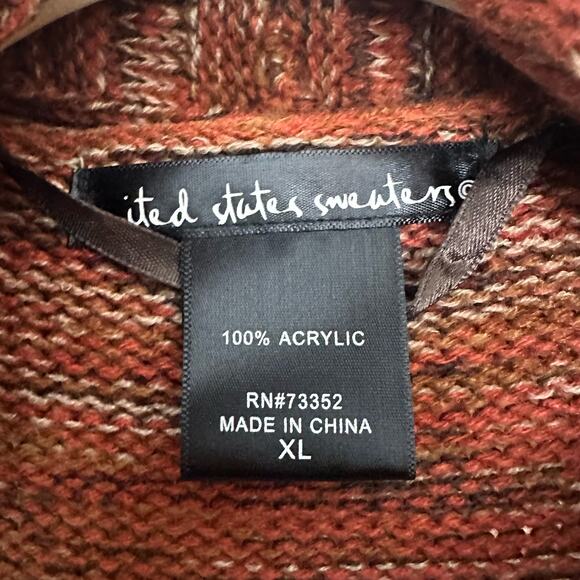 ited states sweaters©
100% ACRYLIC
RN#73352
MADE IN CHINA
XL